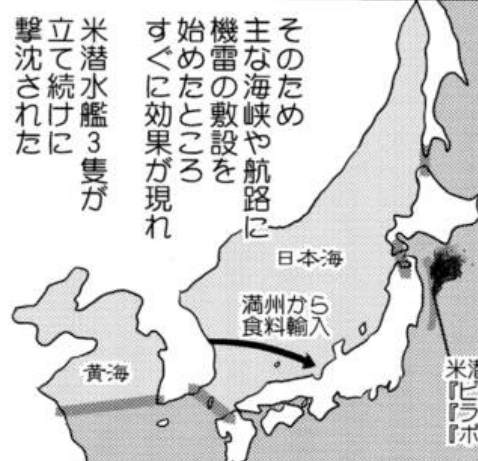 そのため
主な海峡や航路に
機雷の敷設を
始めたところ
すぐに効果が現れ
米潜水艦3隻が
立て続けに
撃沈された
日本海
満州から
食料輸入
黄海
米潜
『ピ
『ラ
『ポ